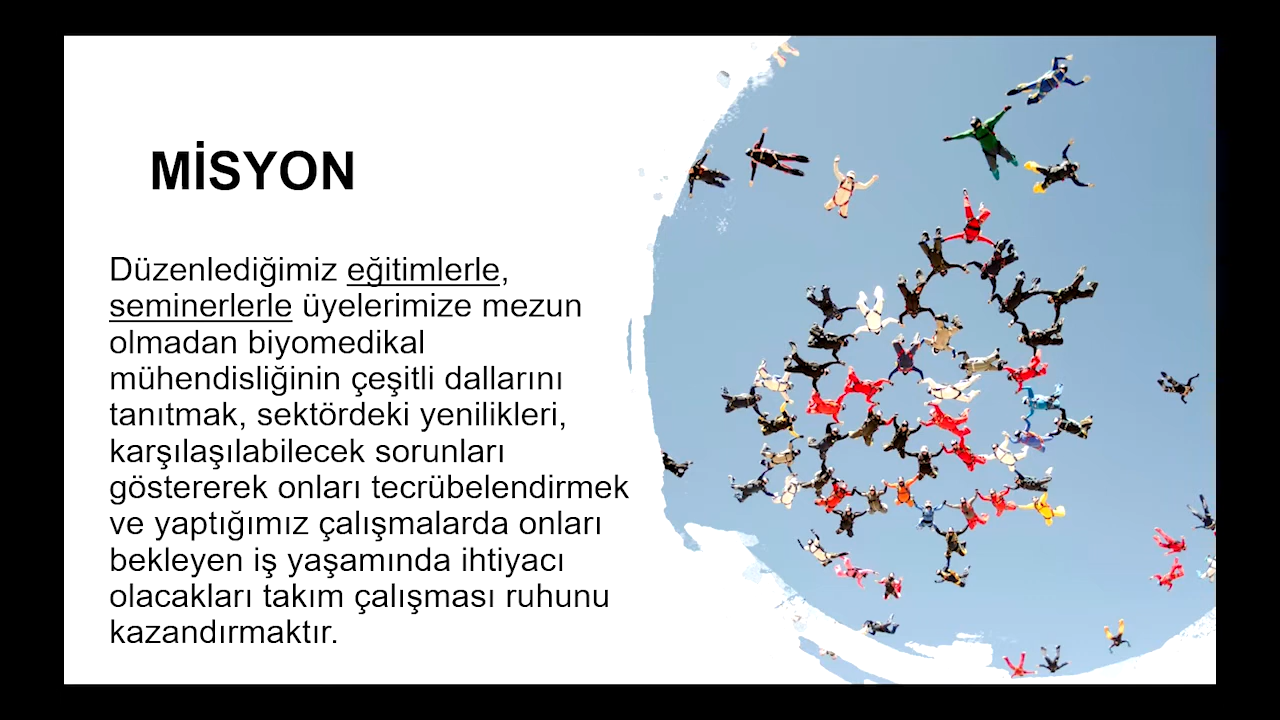 MİSYON
Düzenlediğimiz eğitimlerle,
seminerlerle üyelerimize mezun
olmadan biyomedikal
mühendisliğinin çeşitli dallarını
tanıtmak, sektördeki yenilikleri,
karşılaşılabilecek sorunları
göstererek onları tecrübelendirmek
ve yaptığımız çalışmalarda onları
bekleyen iş yaşamında ihtiyacı
olacakları takım çalışması ruhunu
kazandırmaktır.